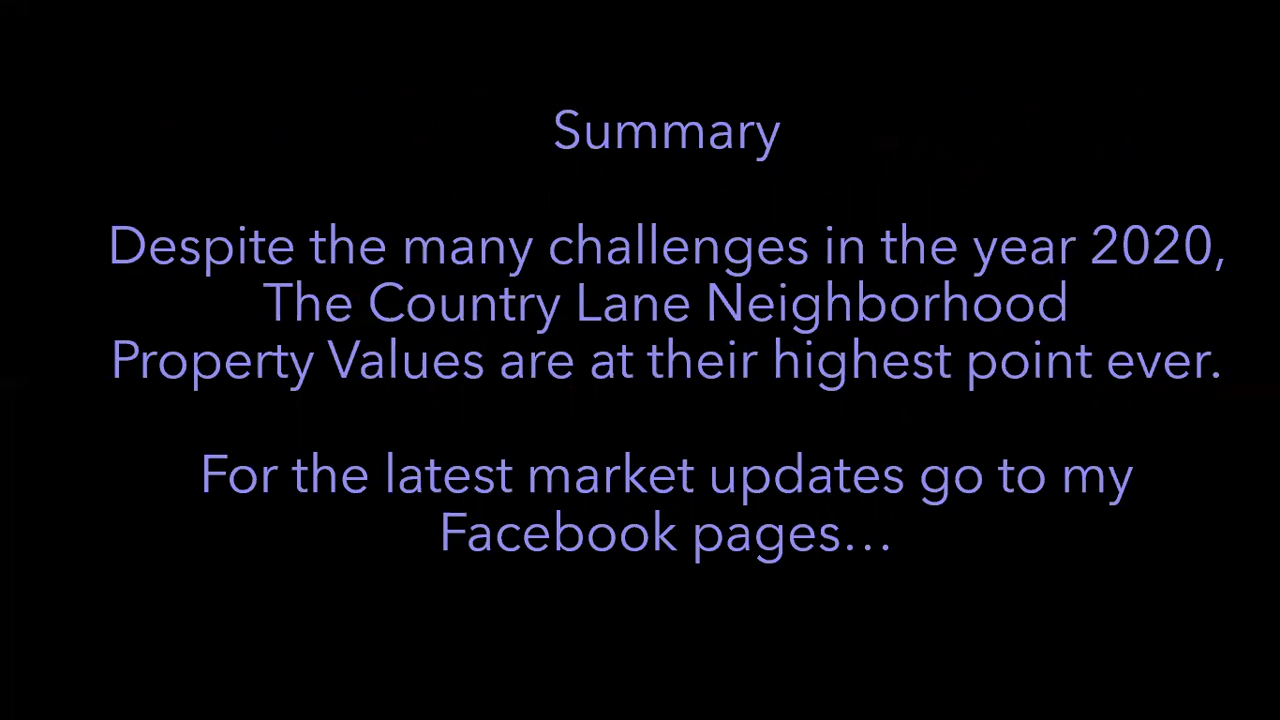 Summary
Despite the many challenges in the year 2020,
The Country Lane Neighborhood
Property Values are at their highest point ever.
For the latest market updates go to my
Facebook pages…